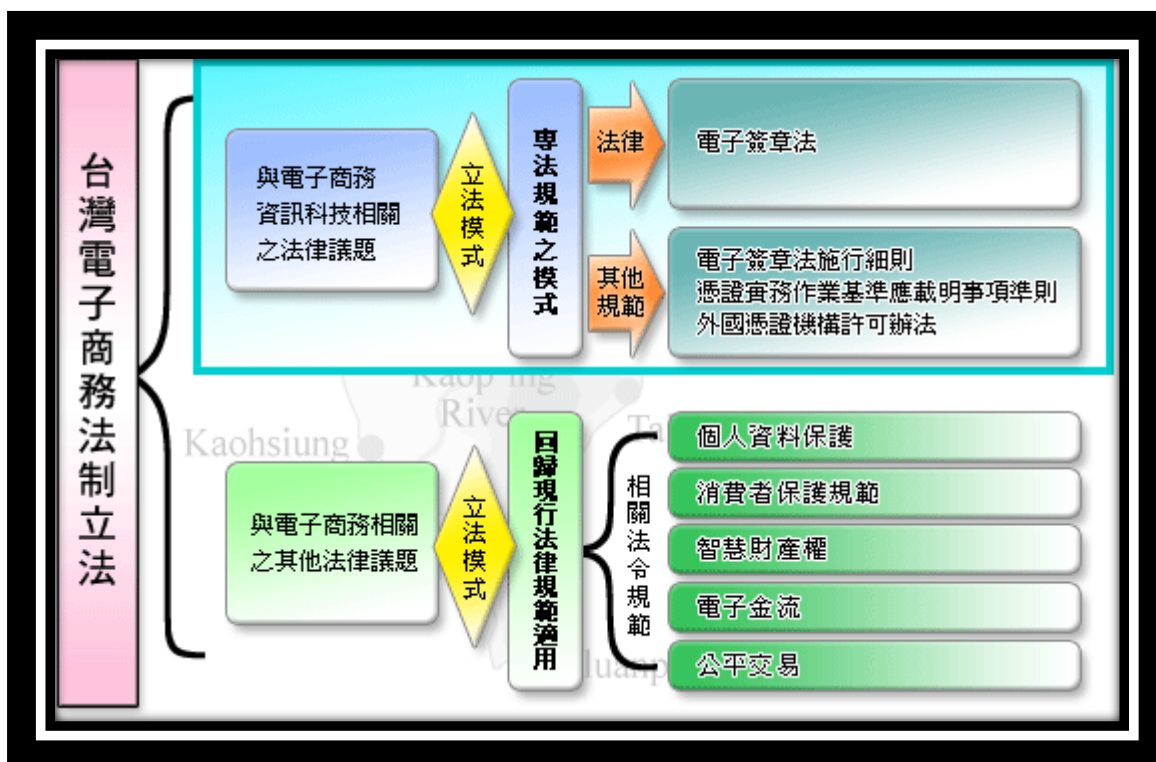 台灣電子商務法制立法
與電子商務
資訊科技相關
之法律議題
立法模式
專法規範之模式
法律
電子簽章法
其他
規範
電子簽章法施行細則
憑證實務作業基準應載明事項準則
外國憑證機構許可辦法
與電子商務相關
之其他法律議題
立法模式
回歸現行法律規範適用
相關法令規範
個人資料保護
消費者保護規範
智慧財產權
電子金流
公平交易
Kaohsiung
River